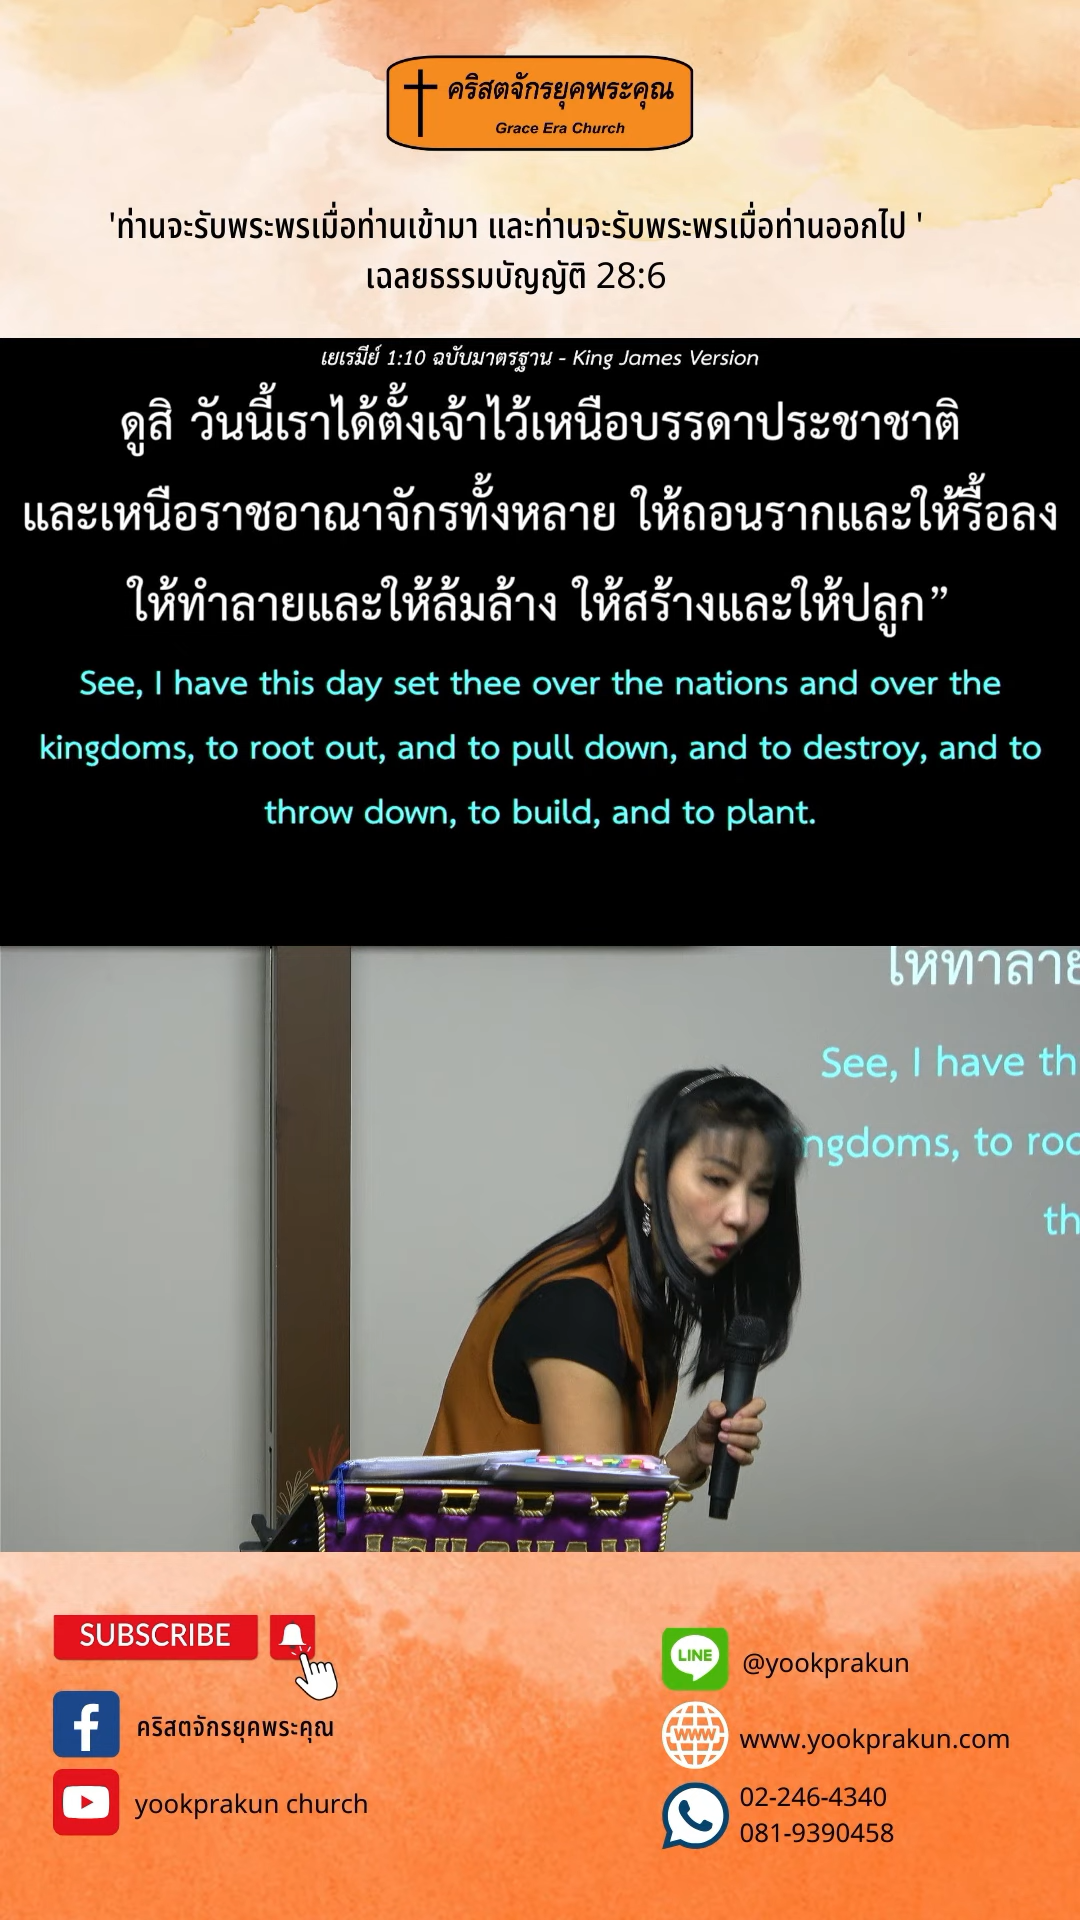 คริสตจักรยุคพระคุณ
Grace Era Church
'ท่านจะรับพระพรเมื่อท่านเข้ามา และท่านจะรับพระพรเมื่อท่านออกไป '
เฉลยธรรมบัญญัติ 28:6
เยเรมีย์ 1:10 ฉบับมาตรฐาน - King James Version
ดูสิ วันนี้เราได้ตั้งเจ้าไว้เหนือบรรดาประชาชาติ
และเหนือราชอาณาจักรทั้งหลาย ให้ถอนรากและให้รื้อลง
ให้ทำลายและให้ล้มล้าง ให้สร้างและให้ปลูก”
See, I have this day set thee over the nations and over the
kingdoms, to root out, and to pull down, and to destroy, and to
throw down, to build, and to plant.
ให้ทำลาย
See, I have th
ngdoms, to roo
th
SUBSCRIBE
คริสตจักรยุคพระคุณ
yookprakun church
LINE
@yookprakun
WWW
www.yookprakun.com
02-246-4340
081-9390458